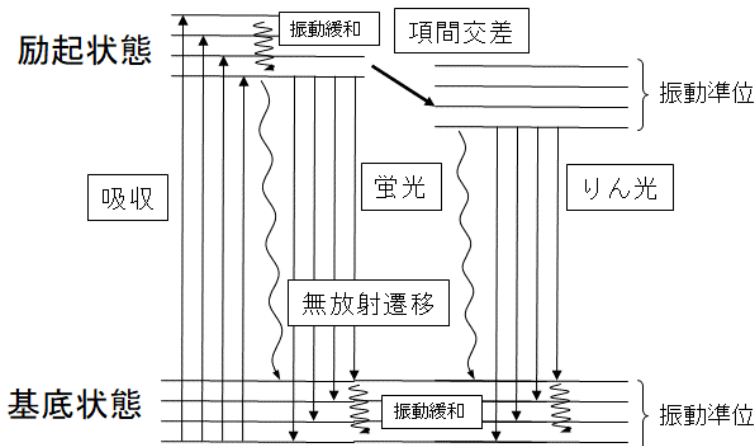 振動緩和
項間交差
励起状態
振動準位
吸収
蛍光
りん光
無放射遷移
基底状態
振動緩和
振動準位